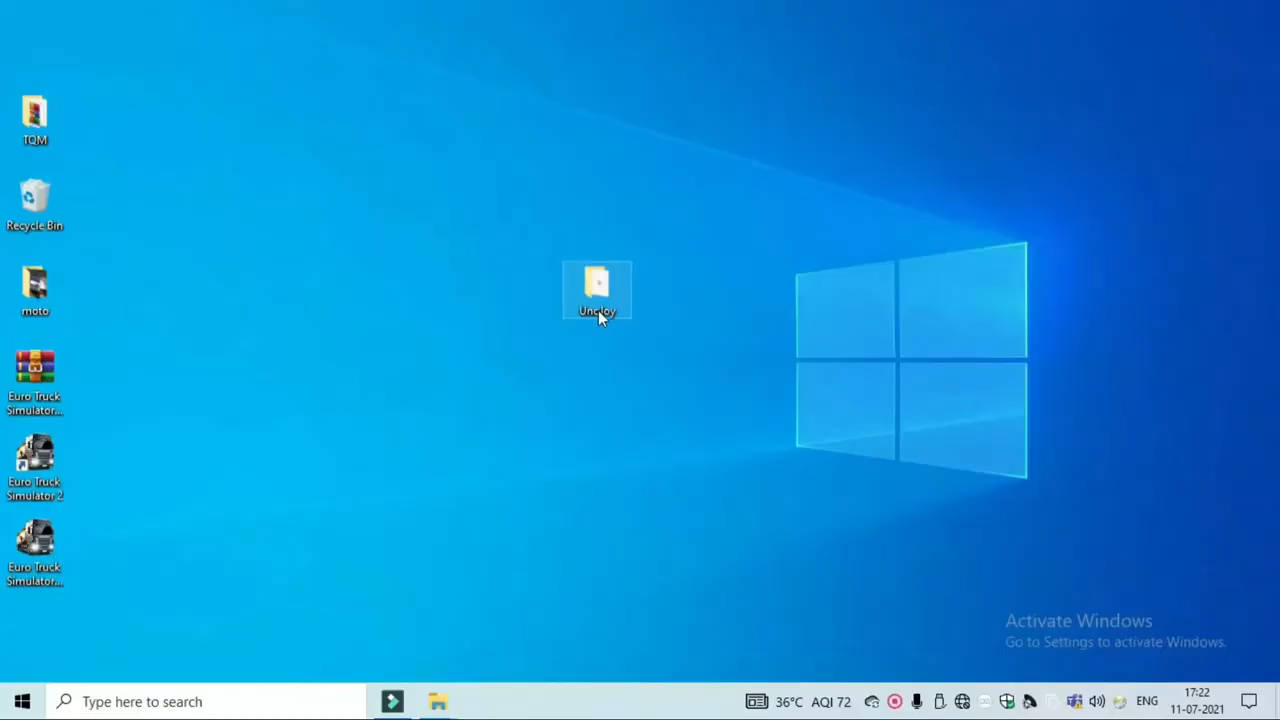 TQM
Recycle Bin
moto
Euro Truck
Simulator...
Euro Truck
Simulator 2
Euro Truck
Simulator...
Activate Windows
Go to Settings to activate Windows.
Type here to search
36°C AQI 72
ENG
17:22
11-07-2021